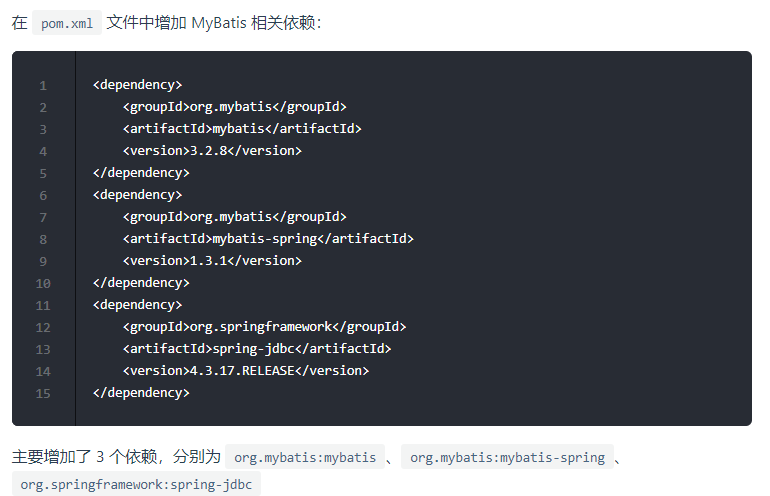 在 pom.xml 文件中增加 MyBatis 相关依赖：
1 <dependency>
2 <groupId>org.mybatis</groupId>
3 <artifactId>mybatis</artifactId>
4 <version>3.2.8</version>
5 </dependency>
6 <dependency>
7 <groupId>org.mybatis</groupId>
8 <artifactId>mybatis-spring</artifactId>
9 <version>1.3.1</version>
10 </dependency>
11 <dependency>
12 <groupId>org.springframework</groupId>
13 <artifactId>spring-jdbc</artifactId>
14 <version>4.3.17.RELEASE</version>
15 </dependency>
主要增加了 3 个依赖，分别为 org.mybatis:mybatis 、 org.mybatis:mybatis-spring 、
org.springframework:spring-jdbc